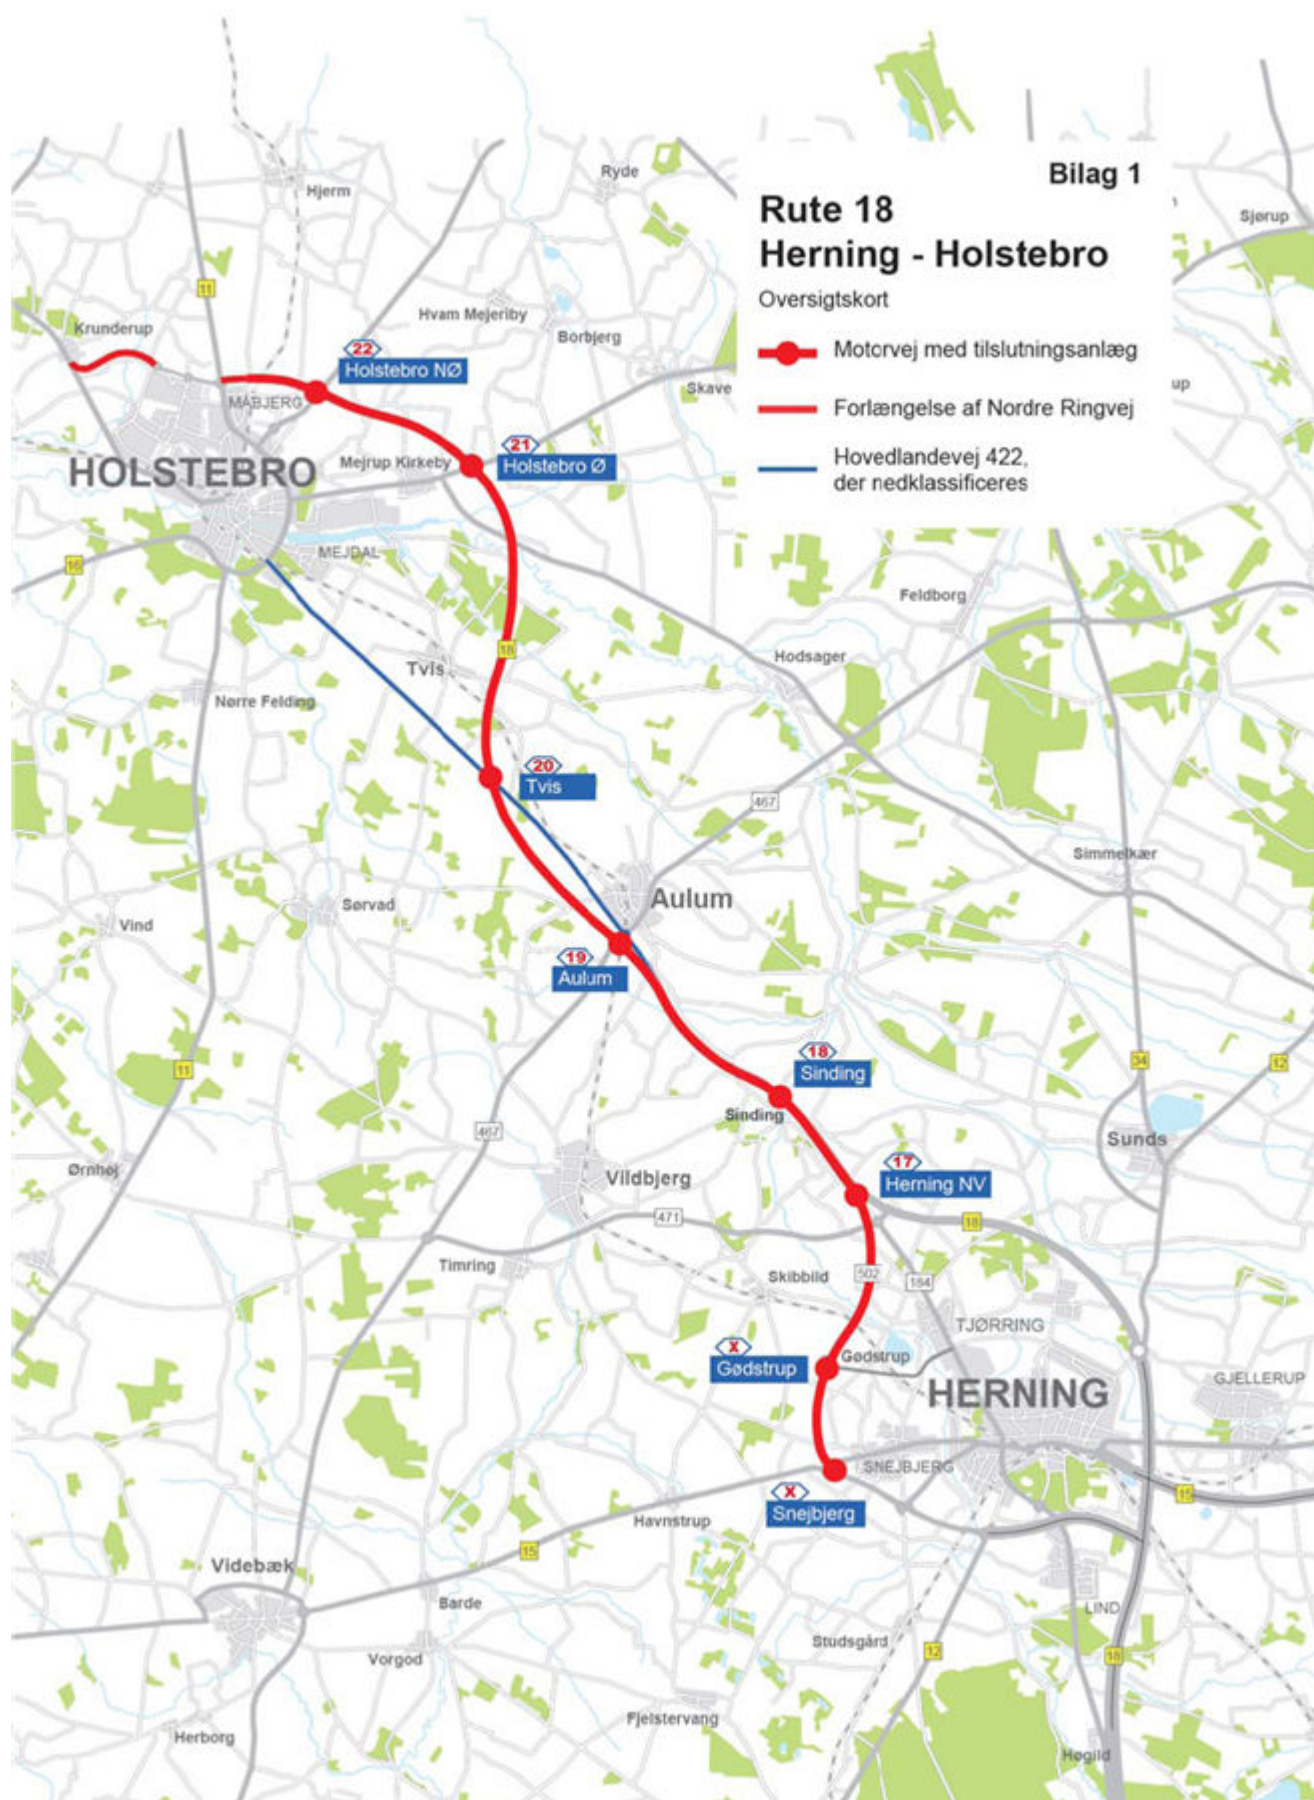 Bilag 1
Rute 18
Herning - Holstebro
Oversigtskort
Motorvej med tilslutningsanlæg
Forlængelse af Nordre Ringvej
Hovedlandevej 422,
der nedklassificeres
Ryde
Hjerm
Sjørup
11
Hvam Mejeriby
Krunderup
Borbjerg
22
Holstebro NØ
Skave
up
MÅBJERG
21
Holstebro Ø
Mejrup Kirkeby
HOLSTEBRO
MEJDAL
16
Feldborg
18
Hodsager
Tvis
Nørre Felding
20
Tvis
467
Simmelkær
Aulum
Sørvad
Vind
19
Aulum
18
Sinding
34
12
11
Sinding
467
Sunds
Ørnhøj
17
Herning NV
Vildbjerg
471
18
Timring
Skibbild
502
184
TJØRRING
X
Gødstrup
Gødstrup
GJELLERUP
HERNING
SNEJBJERG
X
Snejbjerg
15
Havnstrup
15
Videbæk
Barde
LIND
Studsgård
12
18
Vorgod
Fjelstervang
Herborg
Høgild